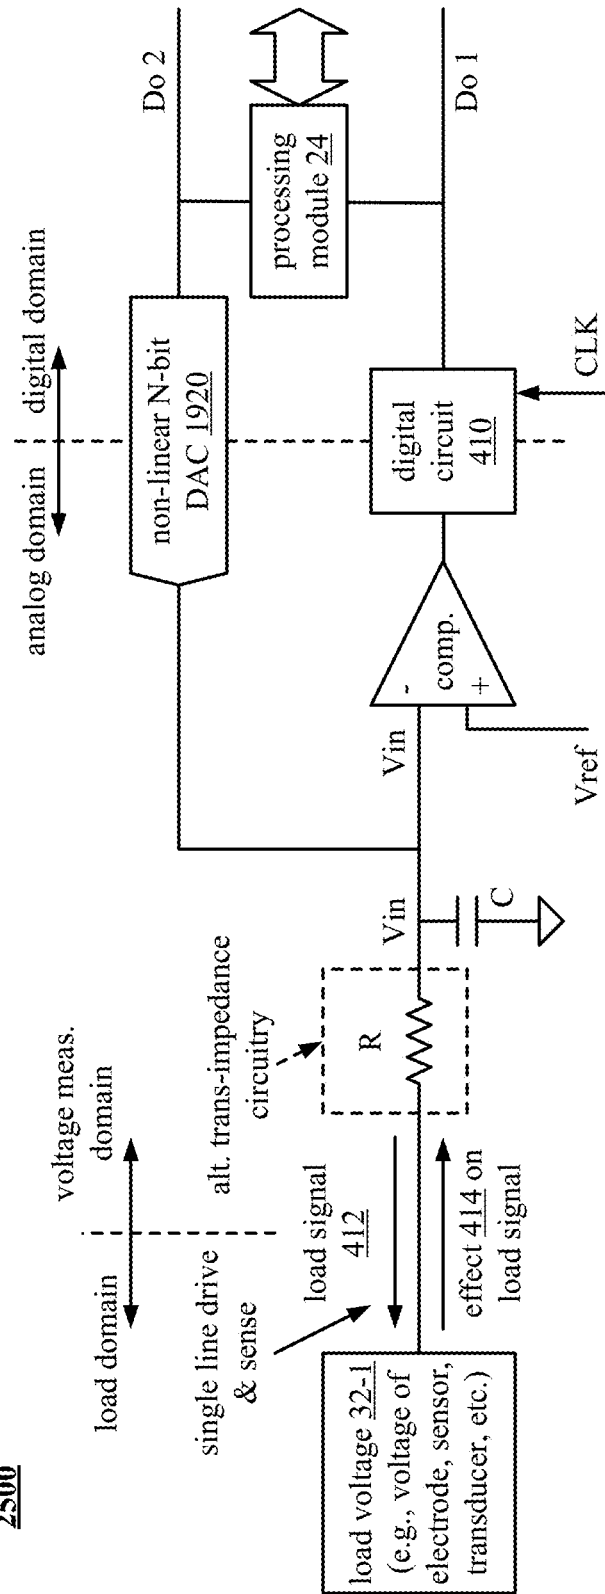 2500
load domain
voltage meas.
domain
analog domain
digital domain
single line drive
& sense
alt. trans-impedance
circuitry
non-linear N-bit
DAC 1920
Do 2
load signal
412
R
Vin
Vin
C
effect 414 on
load signal
load voltage 32-1
(e.g., voltage of
electrode, sensor,
transducer, etc.)
-
comp.
+
Vref
digital
circuit
410
CLK
processing
module 24
Do 1